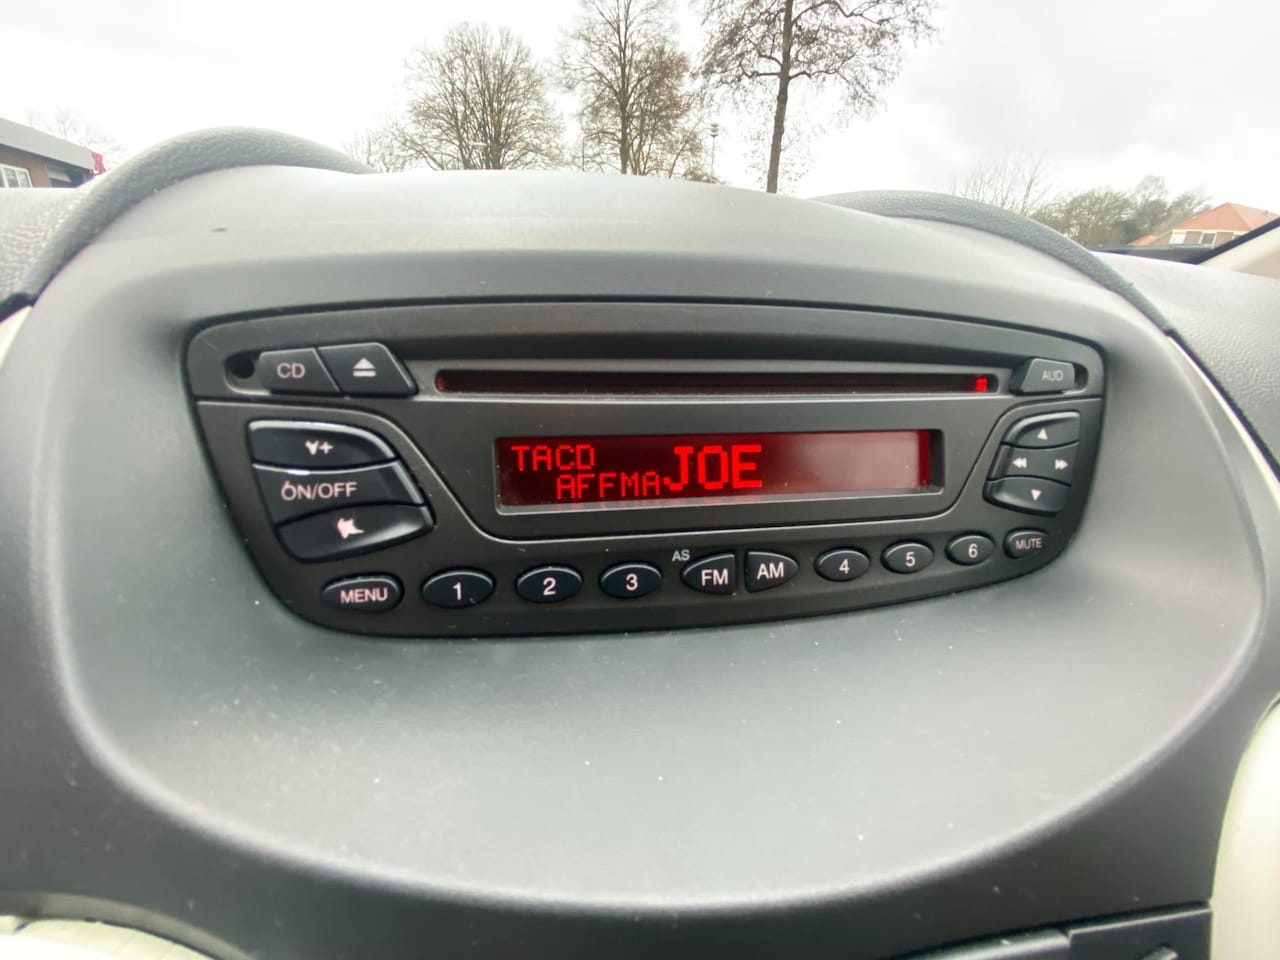 CD
AUD
V+
TACD
AFFMA JOE
ON/OFF
MENU
1
2
3
AS
FM
AM
4
5
6
MUTE